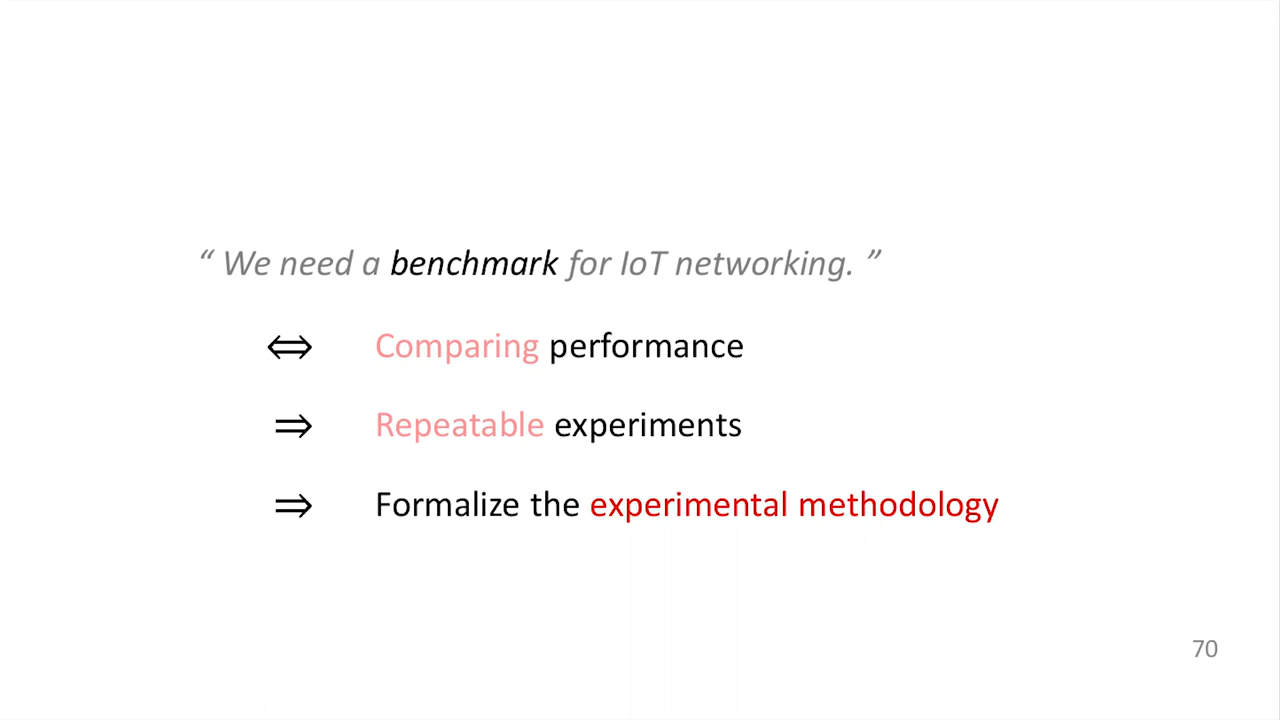 “ We need a benchmark for IoT networking. ”
⇔ Comparing performance
⇒ Repeatable experiments
⇒ Formalize the experimental methodology
70